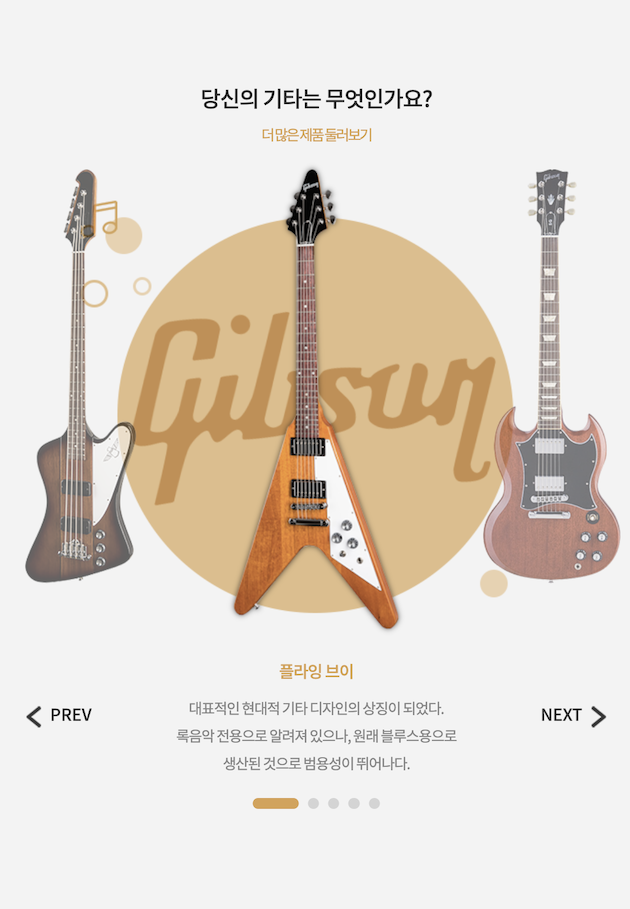 당신의 기타는 무엇인가요?
더 많은 제품 둘러보기
Gibson
Gibson
Gibson
플라잉 브이
PREV
NEXT
대표적인 현대적 기타 디자인의 상징이 되었다.
록음악 전용으로 알려져 있으나, 원래 블루스용으로
생산된 것으로 범용성이 뛰어나다.